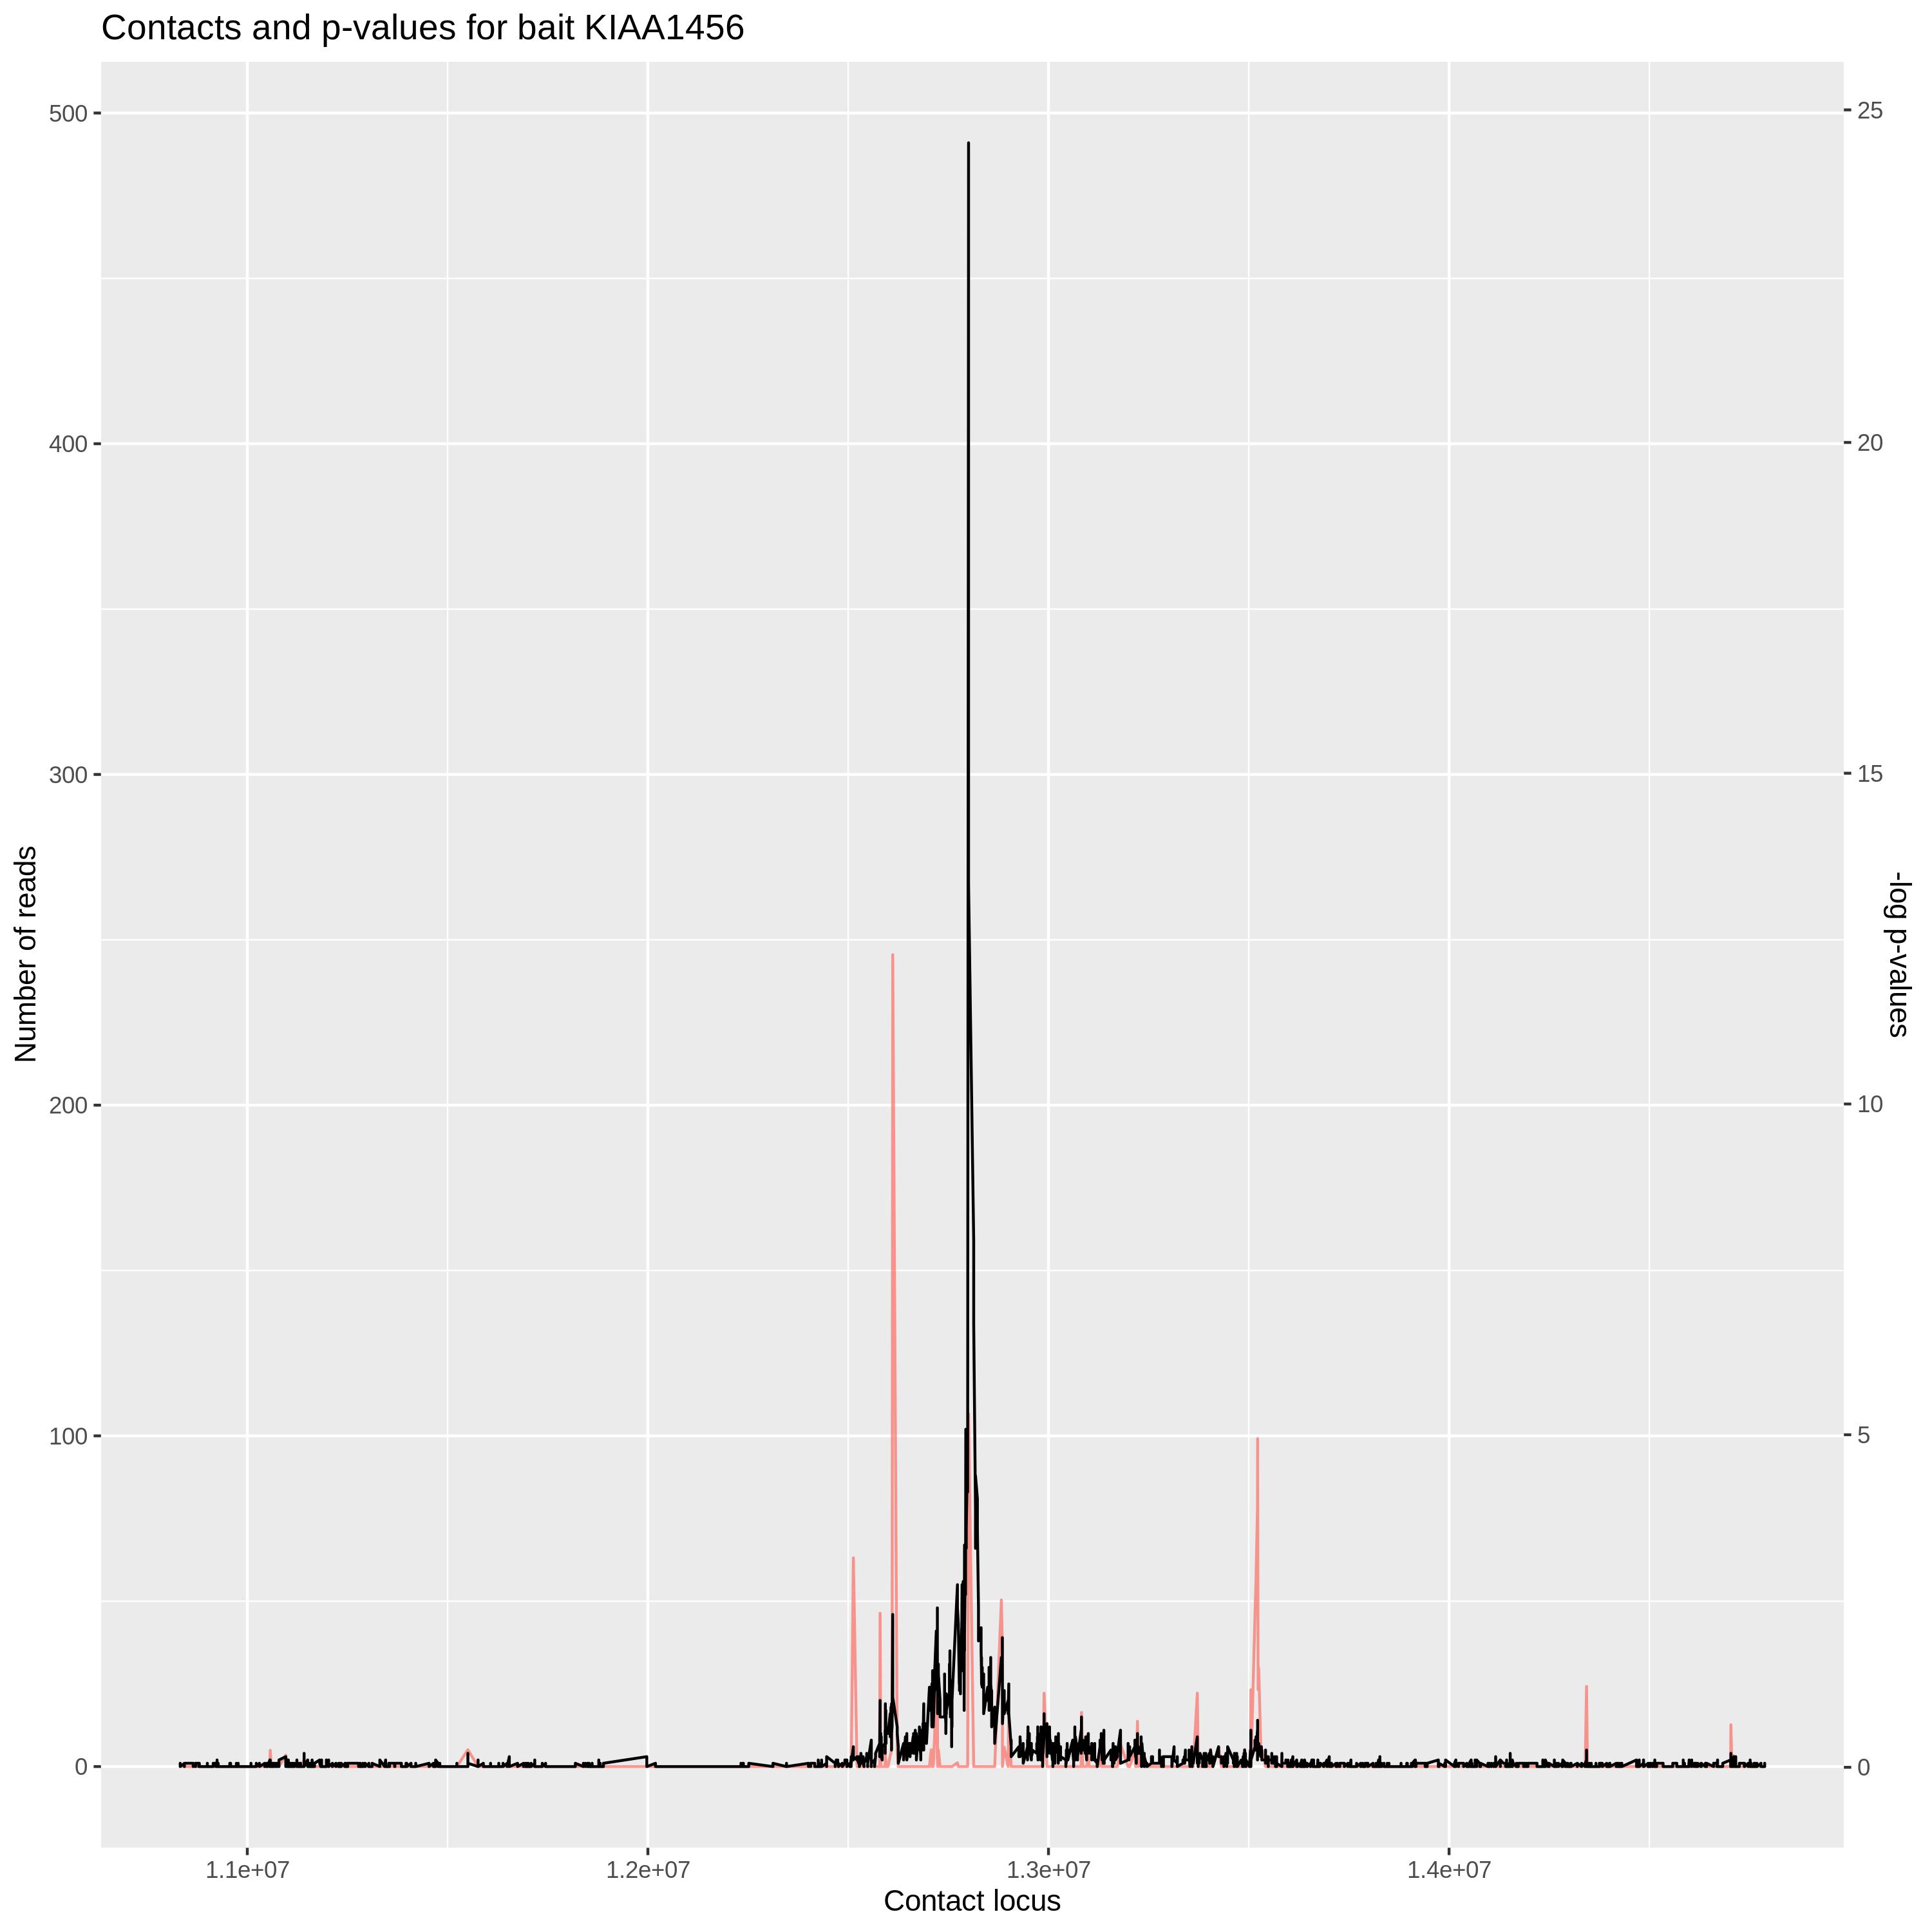 Contacts and p-values for bait KIAA1456
500
400
300
200
100
0
Number of reads
25
20
15
10
5
0
-log p-values
1.1e+07 1.2e+07 1.3e+07 1.4e+07
Contact locus